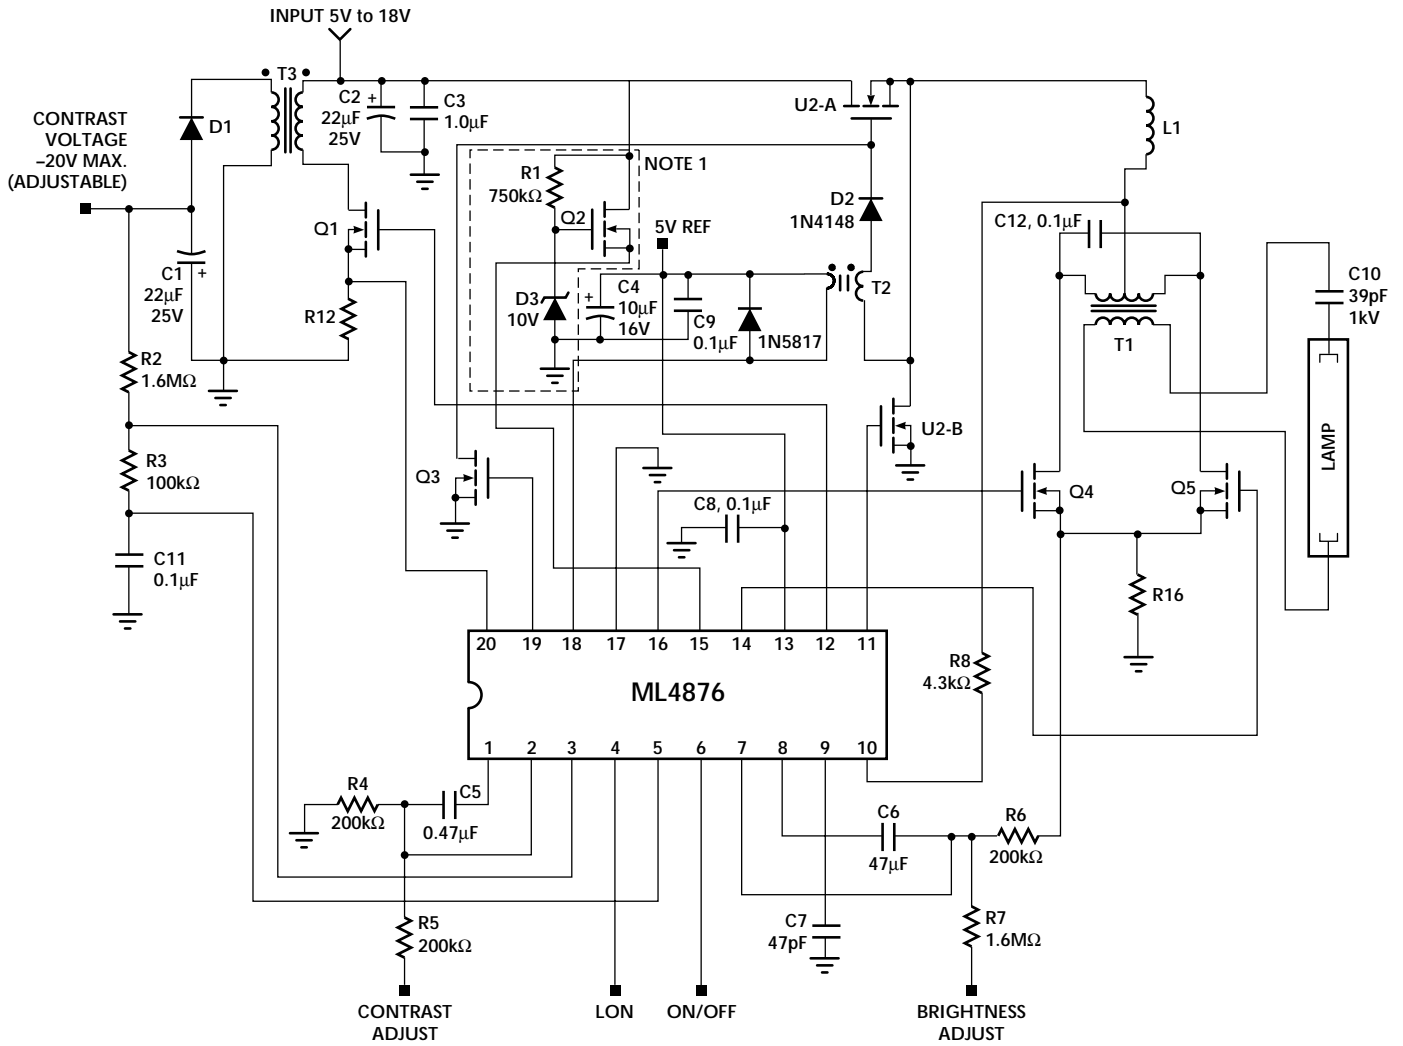 INPUT 5V to 18V
T3
CONTRAST
VOLTAGE
–20V MAX.
(ADJUSTABLE)
D1
C2
22µF
25V
+
C3
1.0µF
U2-A
L1
NOTE 1
R1
750kΩ
Q2
5V REF
D2
1N4148
C12, 0.1µF
Q1
C1
22µF
25V
+
R12
D3
10V
+
C4
10µF
16V
C9
0.1µF
1N5817
T2
T1
C10
39pF
1kV
R2
1.6MΩ
U2-B
LAMP
R3
100kΩ
Q3
C8, 0.1µF
Q4
Q5
C11
0.1µF
R16
20 19 18 17 16 15 14 13 12 11
ML4876
R8
4.3kΩ
1 2 3 4 5 6 7 8 9 10
R4
200kΩ
C5
0.47µF
C6
47µF
R6
200kΩ
R5
200kΩ
C7
47pF
R7
1.6MΩ
CONTRAST
ADJUST
LON
ON/OFF
BRIGHTNESS
ADJUST